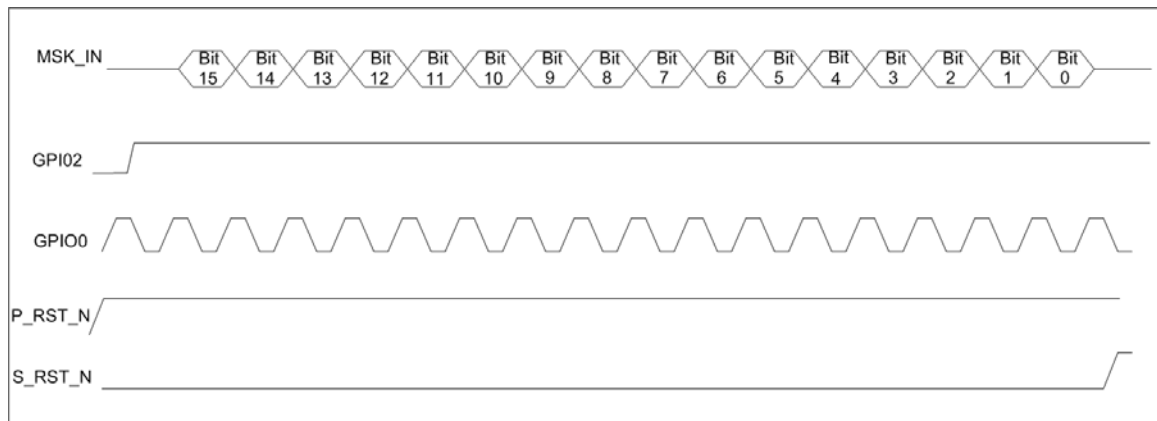 MSK_IN
Bit Bit Bit Bit Bit Bit Bit Bit Bit Bit Bit Bit Bit Bit Bit Bit
15 14 13 12 11 10 9 8 7 6 5 4 3 2 1 0
GPI02
GPIO0
P_RST_N
S_RST_N